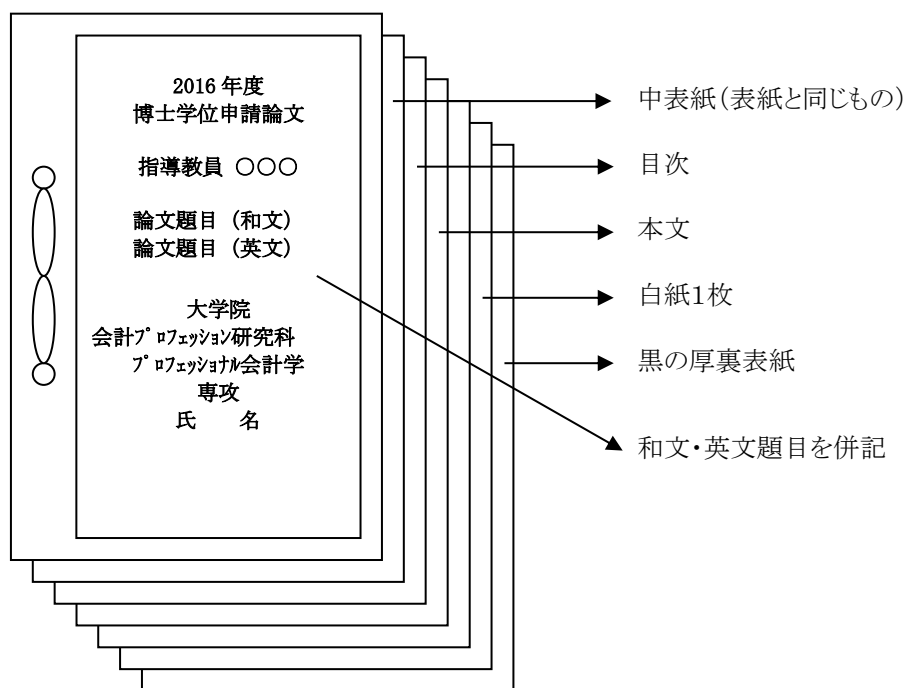 2016 年度
博士学位申請論文
指導教員 ○○○
論文題目 (和文)
論文題目 (英文)
大学院
会計ﾌﾟﾛﾌｪｯｼｮﾝ研究科
ﾌﾟﾛﾌｪｯｼｮﾅﾙ会計学
専攻
氏 名
中表紙(表紙と同じもの)
目次
本文
白紙1枚
黒の厚裏表紙
和文・英文題目を併記